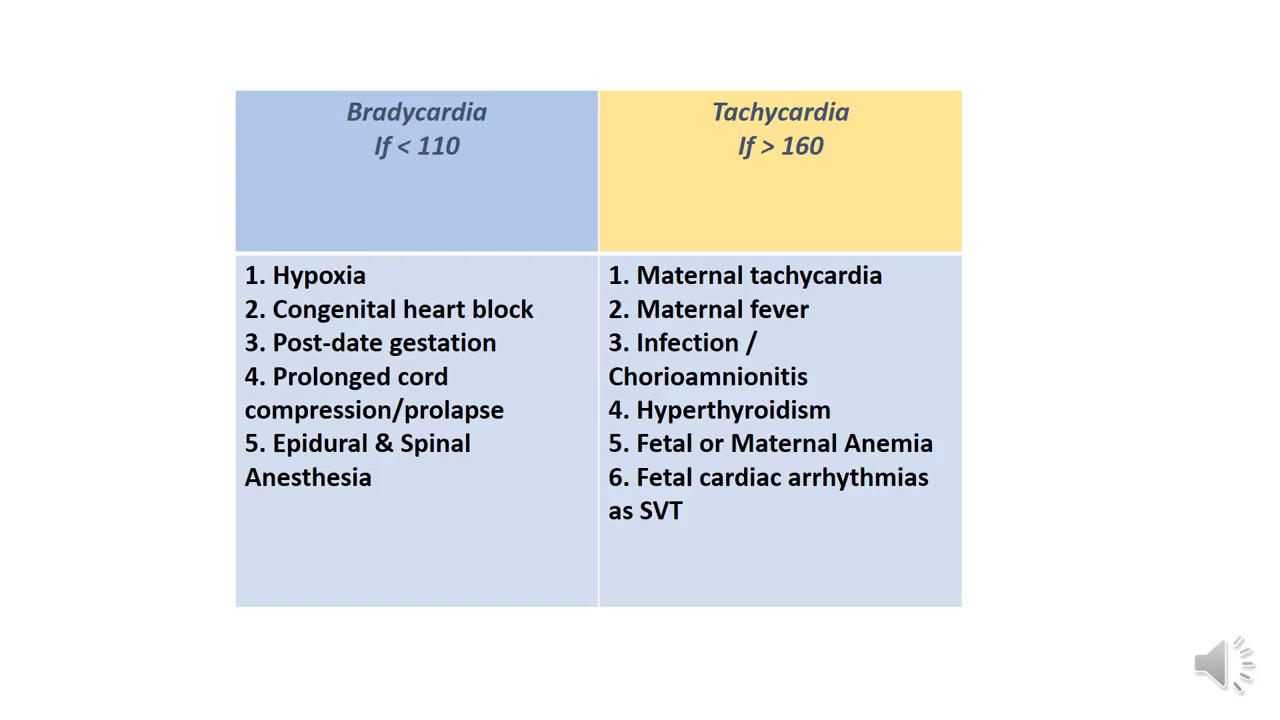 Bradycardia
If < 110
Tachycardia
If > 160
1. Hypoxia
2. Congenital heart block
3. Post-date gestation
4. Prolonged cord
compression/prolapse
5. Epidural & Spinal
Anesthesia
1. Maternal tachycardia
2. Maternal fever
3. Infection /
Chorioamnionitis
4. Hyperthyroidism
5. Fetal or Maternal Anemia
6. Fetal cardiac arrhythmias
as SVT